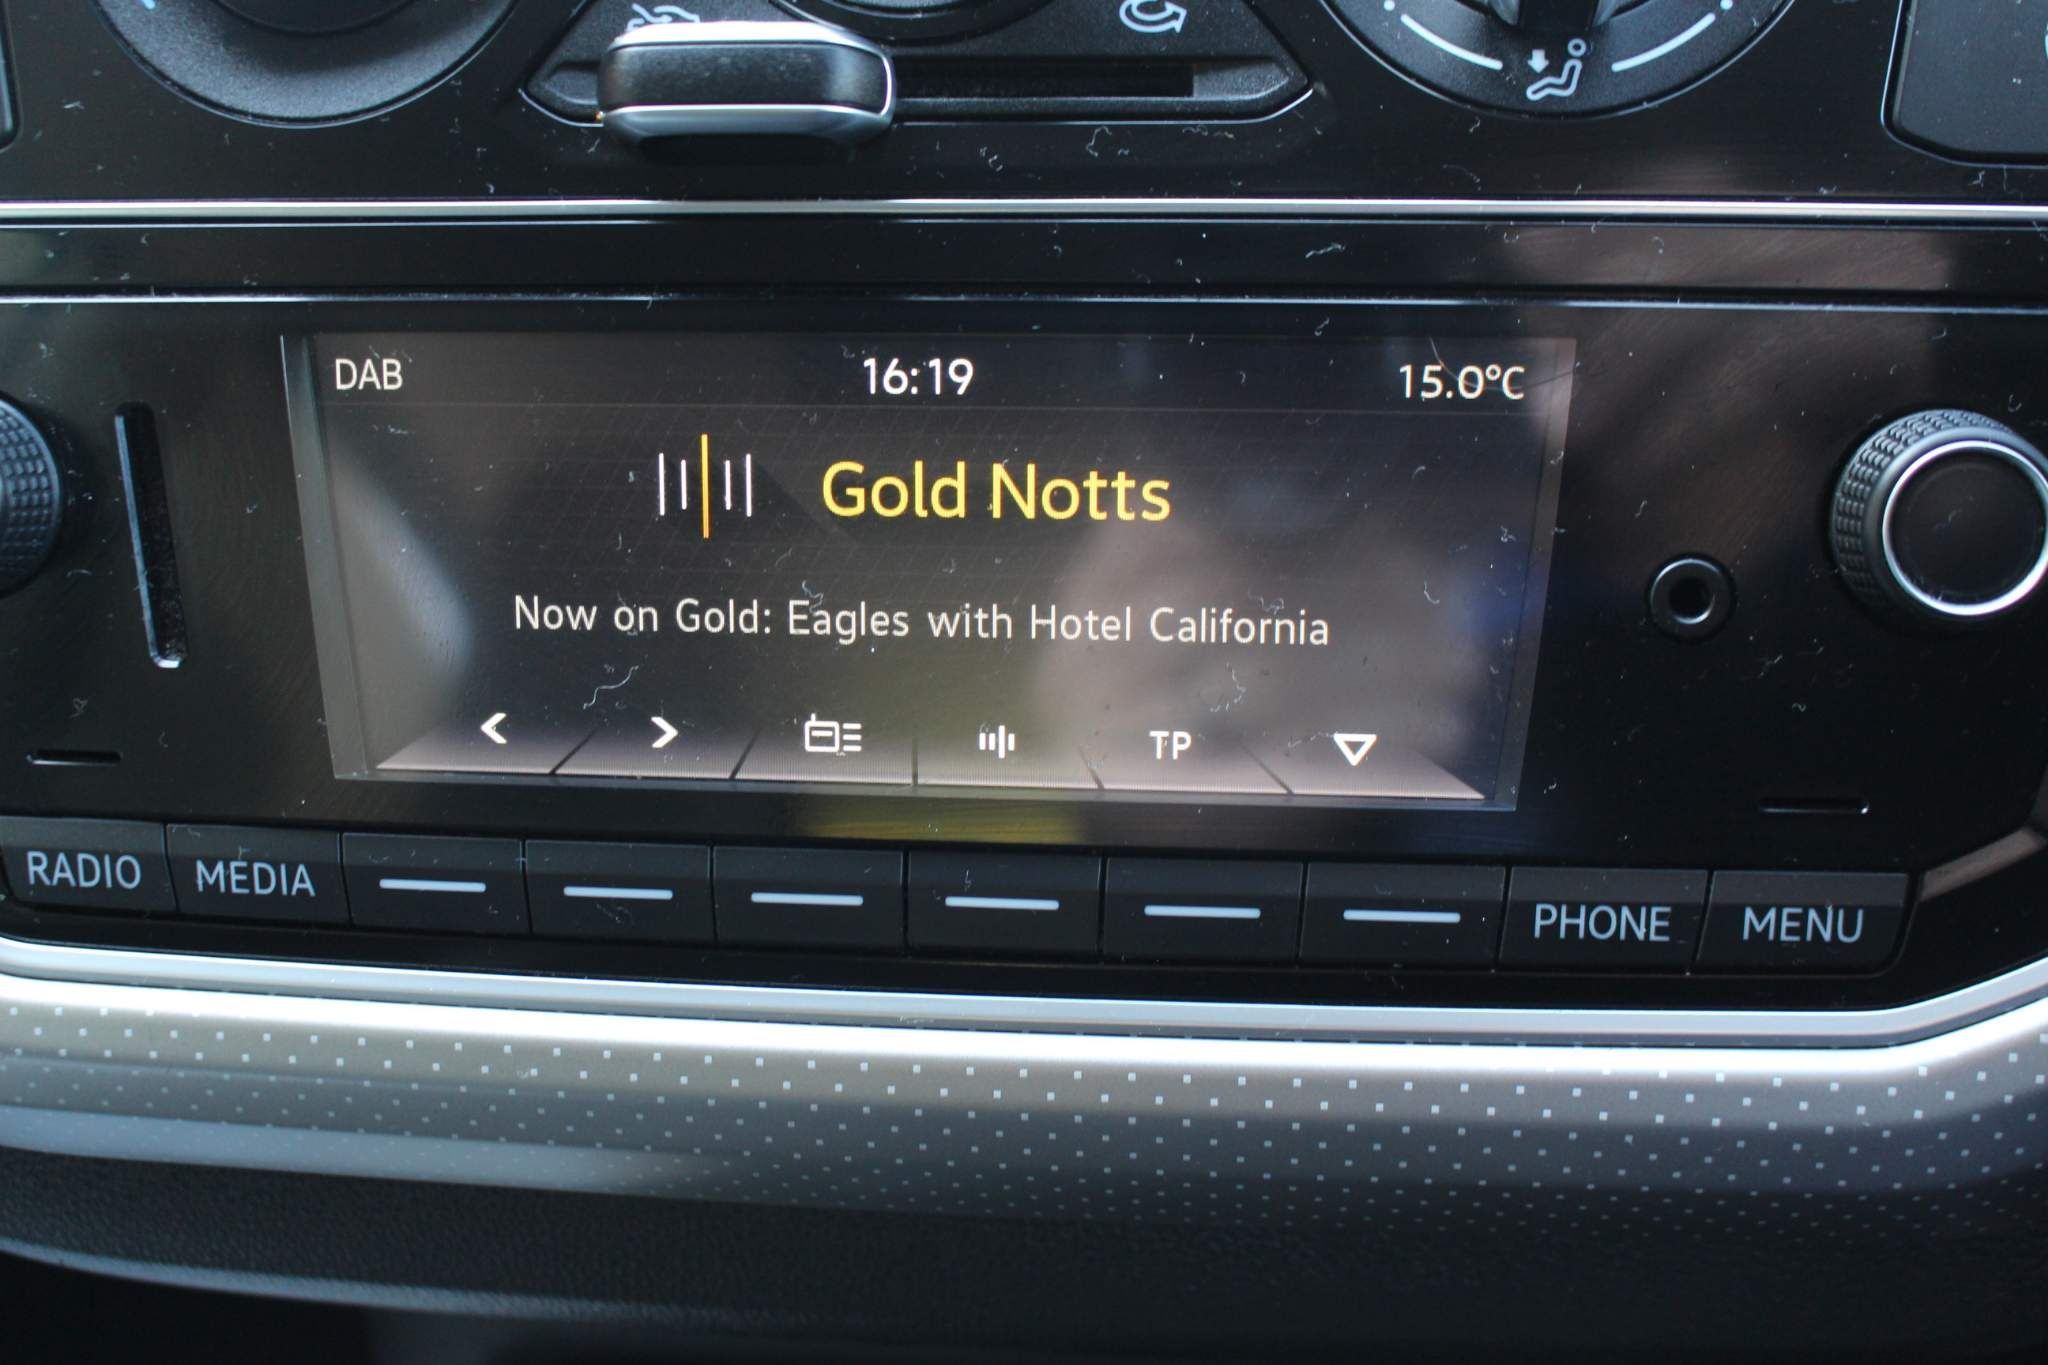 DAB 16:19 15.0°C
Gold Notts
Now on Gold: Eagles with Hotel California
TP
RADIO MEDIA PHONE MENU